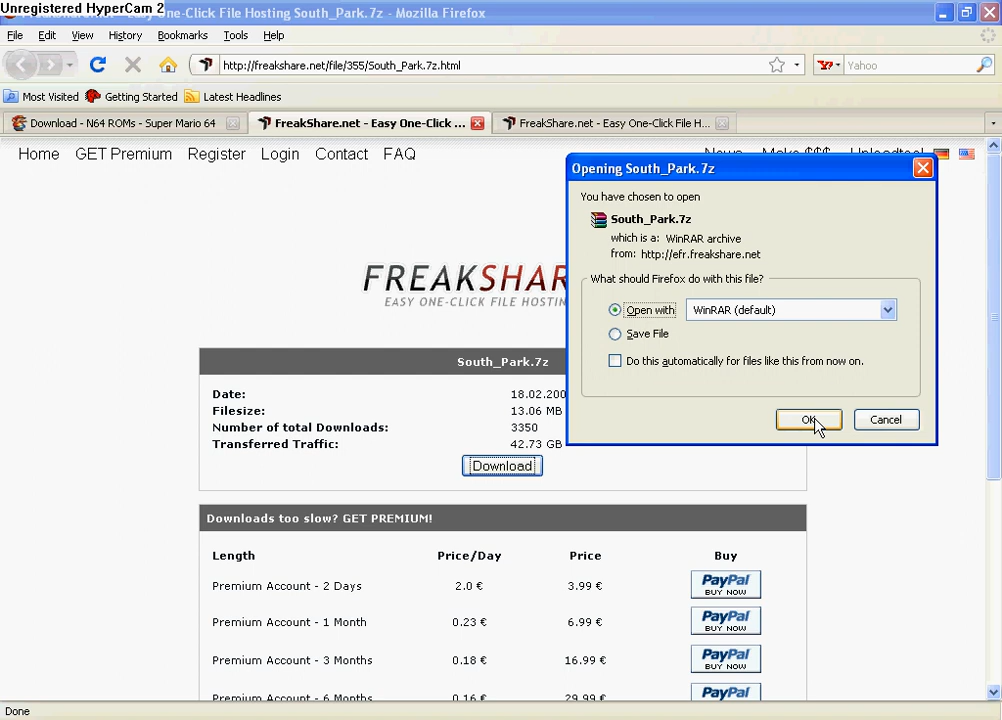 Unregistered HyperCam 2
Easy One-Click File Hosting South_Park.7z - Mozilla Firefox
File Edit View History Bookmarks Tools Help
http://freakshare.net/file/355/South_Park.7z.html
Yahoo
Most Visited Getting Started Latest Headlines
Download - N64 ROMs - Super Mario 64
FreakShare.net - Easy One-Click ...
FreakShare.net - Easy One-Click File H...
Home GET Premium Register Login Contact FAQ
Opening South_Park.7z
You have chosen to open
South_Park.7z
which is a: WinRAR archive
from: http://efr.freakshare.net
What should Firefox do with this file?
Open with WinRAR (default)
Save File
Do this automatically for files like this from now on.
OK Cancel
FREAKSHAR
EASY ONE-CLICK FILE HOSTIN
South_Park.7z
Date: 18.02.200
Filesize: 13.06 MB
Number of total Downloads: 3350
Transferred Traffic: 42.73 GB
Download
Downloads too slow? GET PREMIUM!
Length Price/Day Price Buy
Premium Account - 2 Days 2.0 € 3.99 € PayPal BUY NOW
Premium Account - 1 Month 0.23 € 6.99 € PayPal BUY NOW
Premium Account - 3 Months 0.18 € 16.99 € PayPal BUY NOW
Premium Account - 6 Months 0.16 € 29.99 € PayPal
Done